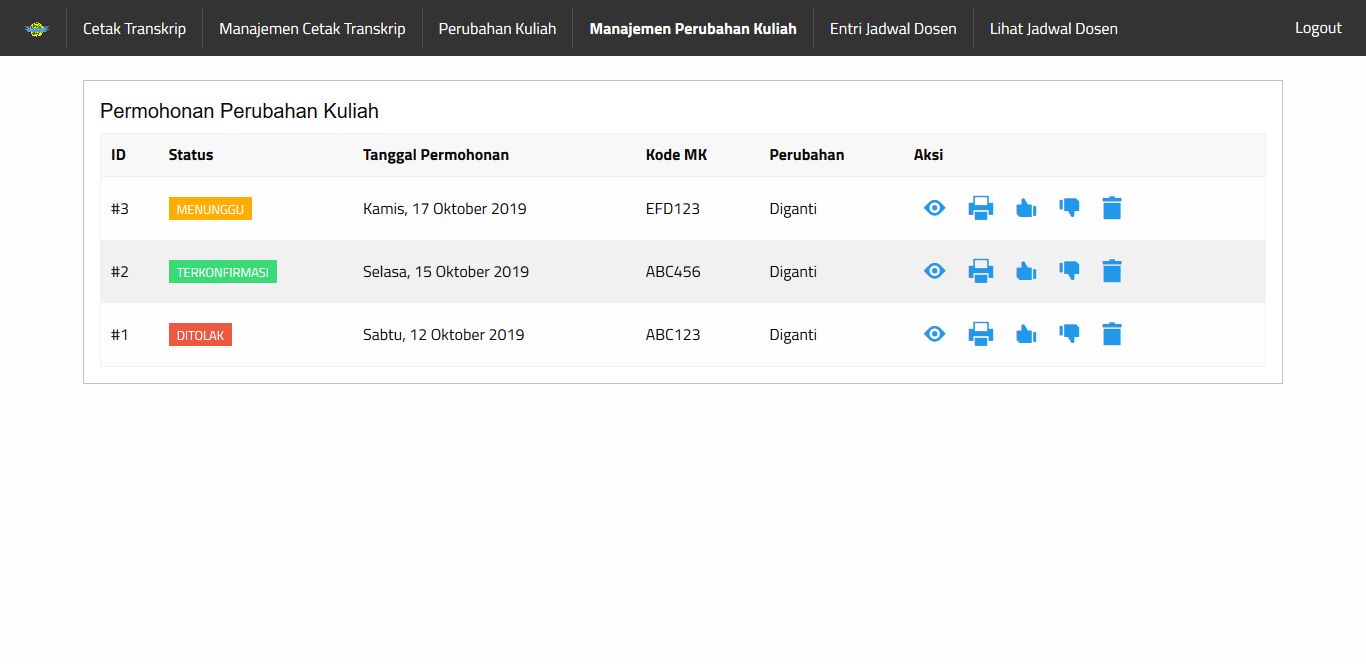 Cetak Transkrip Manajemen Cetak Transkrip Perubahan Kuliah Manajemen Perubahan Kuliah Entri Jadwal Dosen Lihat Jadwal Dosen Logout
Permohonan Perubahan Kuliah
ID Status Tanggal Permohonan Kode MK Perubahan Aksi
#3 MENUNGGU Kamis, 17 Oktober 2019 EFD123 Diganti
#2 TERKONFIRMASI Selasa, 15 Oktober 2019 ABC456 Diganti
#1 DITOLAK Sabtu, 12 Oktober 2019 ABC123 Diganti